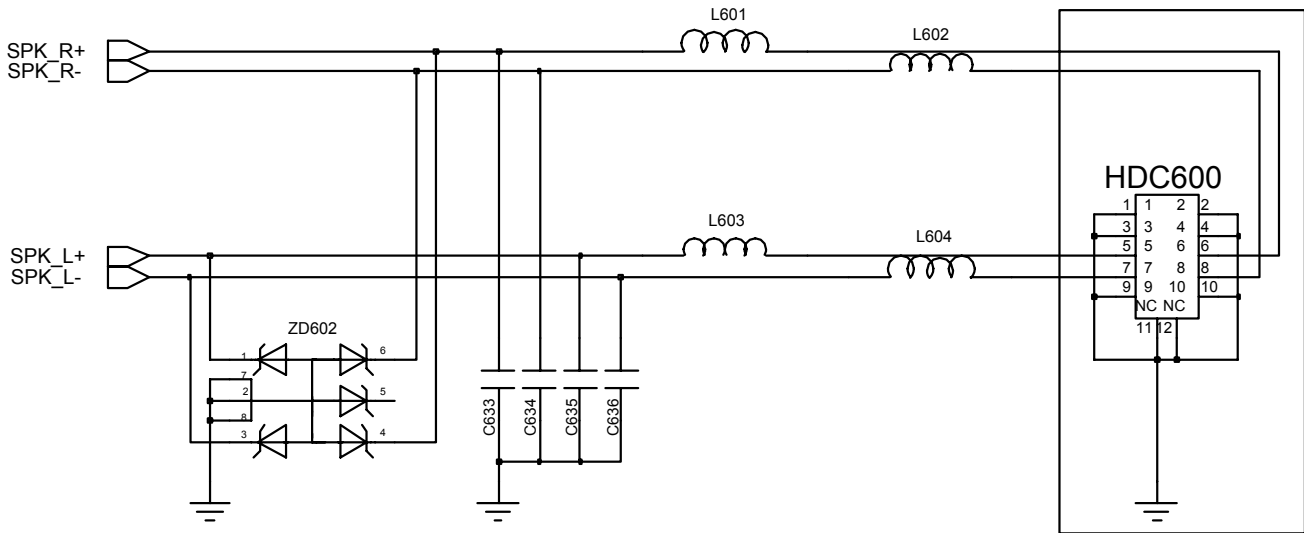 L601
L602
SPK_R+
SPK_R-
HDC600
1 1 2 2
3 3 4 4
5 5 6 6
7 7 8 8
9 9 10 10
NC NC
11 12
L603
L604
SPK_L+
SPK_L-
ZD602
1 6
7
2 5
8
3 4
C633
C634
C635
C636